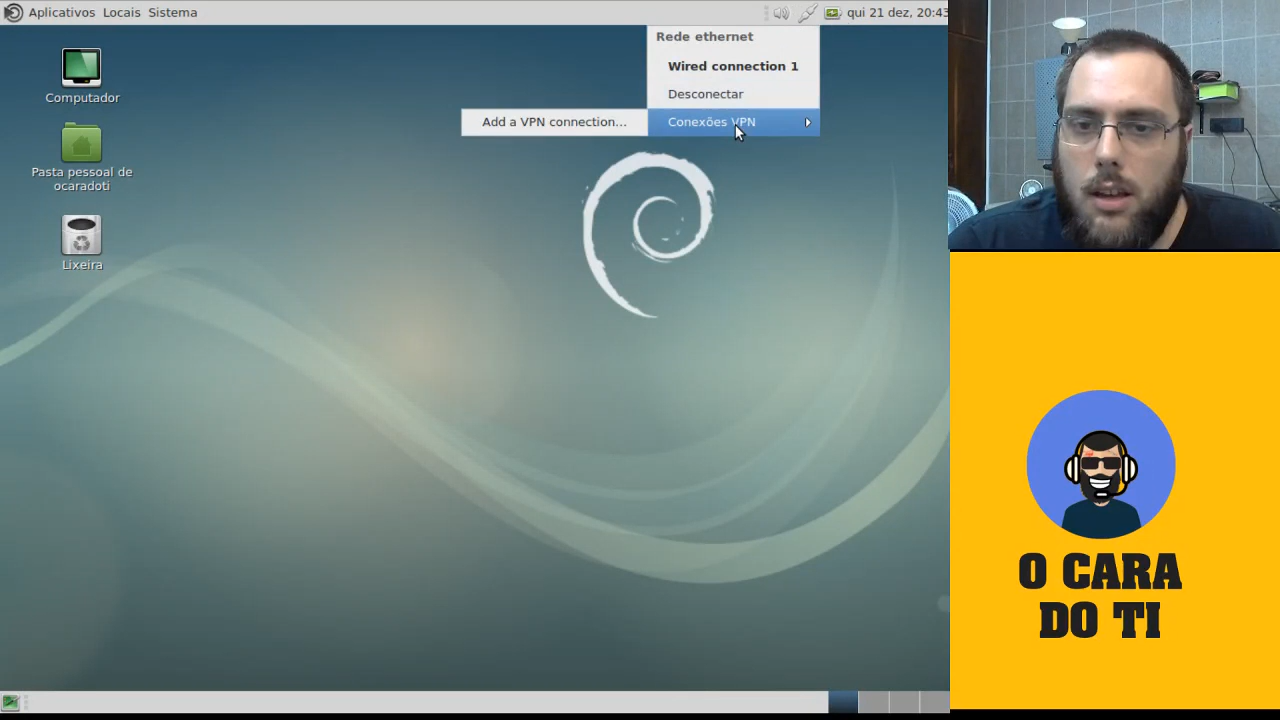 Aplicativos Locais Sistema
qui 21 dez, 20:43
Rede ethernet
Wired connection 1
Desconectar
Add a VPN connection...
Conexões VPN
Computador
Pasta pessoal de
ocaradoti
Lixeira
O CARA
DO TI